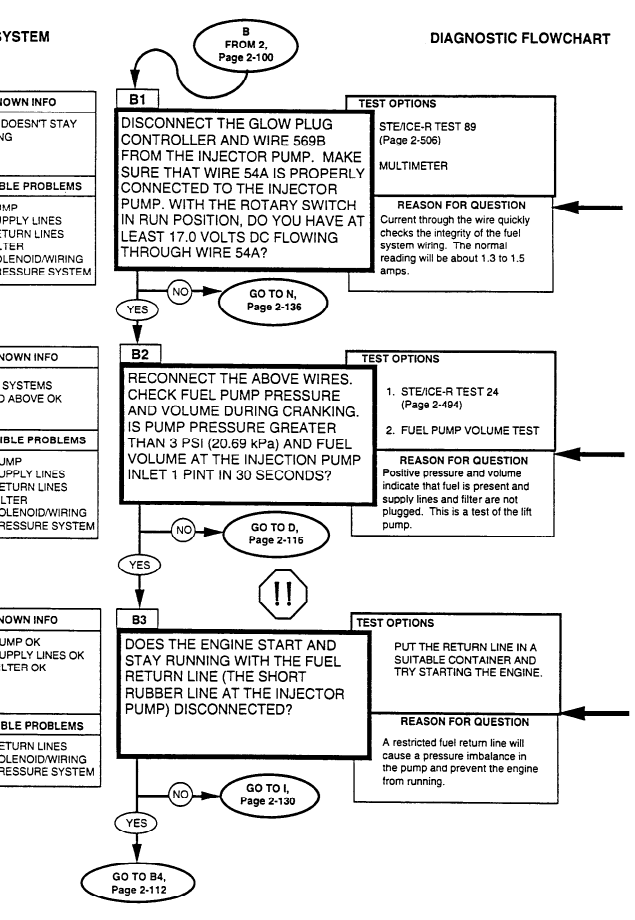 SYSTEM
DIAGNOSTIC FLOWCHART
B
FROM 2,
Page 2-100
NOWN INFO
DOESN'T STAY
NG
BLE PROBLEMS
UMP
UPPLY LINES
ETURN LINES
LTER
OLENOID/WIRING
RESSURE SYSTEM
B1
DISCONNECT THE GLOW PLUG
CONTROLLER AND WIRE 569B
FROM THE INJECTOR PUMP. MAKE
SURE THAT WIRE 54A IS PROPERLY
CONNECTED TO THE INJECTOR
PUMP. WITH THE ROTARY SWITCH
IN RUN POSITION, DO YOU HAVE AT
LEAST 17.0 VOLTS DC FLOWING
THROUGH WIRE 54A?
TEST OPTIONS
STE/ICE-R TEST 89
(Page 2-506)
MULTIMETER
REASON FOR QUESTION
Current through the wire quickly
checks the integrity of the fuel
system wiring. The normal
reading will be about 1.3 to 1.5
amps.
NO
GO TO N,
Page 2-136
YES
NOWN INFO
SYSTEMS
D ABOVE OK
IBLE PROBLEMS
UMP
UPPLY LINES
ETURN LINES
LTER
OLENOID/WIRING
RESSURE SYSTEM
B2
RECONNECT THE ABOVE WIRES.
CHECK FUEL PUMP PRESSURE
AND VOLUME DURING CRANKING.
IS PUMP PRESSURE GREATER
THAN 3 PSI (20.69 kPa) AND FUEL
VOLUME AT THE INJECTION PUMP
INLET 1 PINT IN 30 SECONDS?
TEST OPTIONS
1. STE/ICE-R TEST 24
(Page 2-494)
2. FUEL PUMP VOLUME TEST
REASON FOR QUESTION
Positive pressure and volume
indicate that fuel is present and
supply lines and filter are not
plugged. This is a test of the lift
pump.
NO
GO TO D,
Page 2-116
YES
!!
NOWN INFO
UMP OK
UPPLY LINES OK
LTER OK
BLE PROBLEMS
ETURN LINES
OLENOID/WIRING
RESSURE SYSTEM
B3
DOES THE ENGINE START AND
STAY RUNNING WITH THE FUEL
RETURN LINE (THE SHORT
RUBBER LINE AT THE INJECTOR
PUMP) DISCONNECTED?
TEST OPTIONS
PUT THE RETURN LINE IN A
SUITABLE CONTAINER AND
TRY STARTING THE ENGINE.
REASON FOR QUESTION
A restricted fuel return line will
cause a pressure imbalance in
the pump and prevent the engine
from running.
NO
GO TO I,
Page 2-130
YES
GO TO B4,
Page 2-112